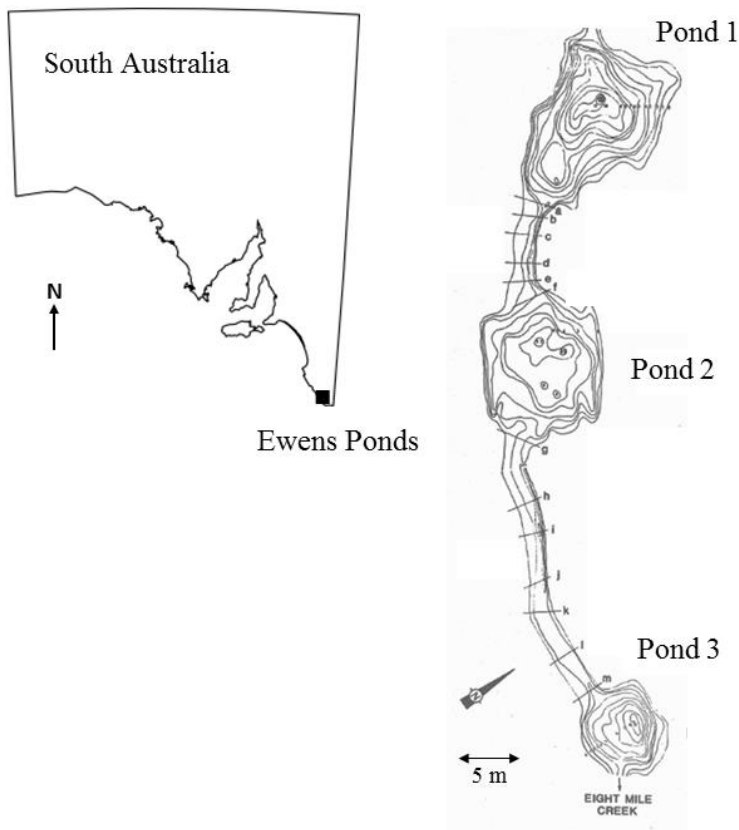 South Australia
N
Ewens Ponds
Pond 1
a
b
c
d
e
f
Pond 2
g
h
i
j
k
l
m
Pond 3
N
5 m
EIGHT MILE
CREEK